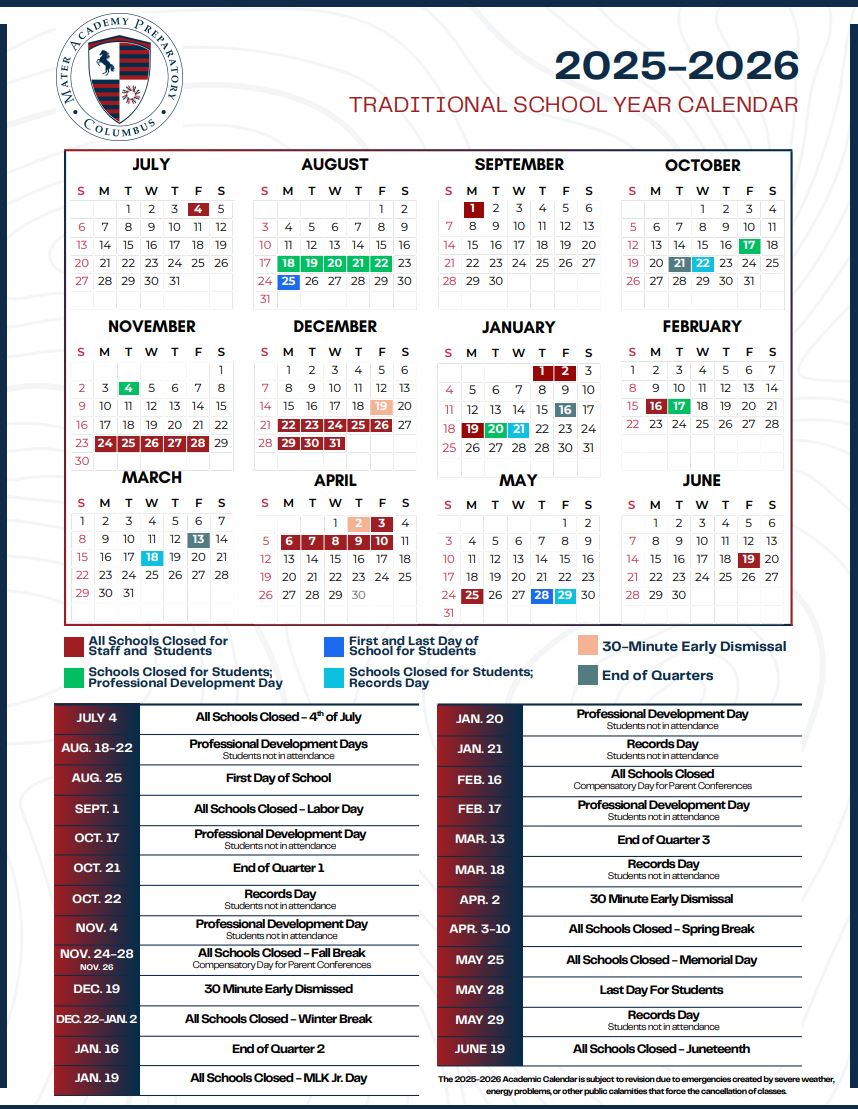 MATER ACADEMY PREPARATORY
COLUMBUS
2025-2026
TRADITIONAL SCHOOL YEAR CALENDAR
JULY
S M T W T F S
1 2 3 4 5
6 7 8 9 10 11 12
13 14 15 16 17 18 19
20 21 22 23 24 25 26
27 28 29 30 31
AUGUST
S M T W T F S
1 2
3 4 5 6 7 8 9
10 11 12 13 14 15 16
17 18 19 20 21 22 23
24 25 26 27 28 29 30
31
SEPTEMBER
S M T W T F S
1 2 3 4 5 6
7 8 9 10 11 12 13
14 15 16 17 18 19 20
21 22 23 24 25 26 27
28 29 30
OCTOBER
S M T W T F S
1 2 3 4
5 6 7 8 9 10 11
12 13 14 15 16 17 18
19 20 21 22 23 24 25
26 27 28 29 30 31
NOVEMBER
S M T W T F S
1
2 3 4 5 6 7 8
9 10 11 12 13 14 15
16 17 18 19 20 21 22
23 24 25 26 27 28 29
30
DECEMBER
S M T W T F S
1 2 3 4 5 6
7 8 9 10 11 12 13
14 15 16 17 18 19 20
21 22 23 24 25 26 27
28 29 30 31
JANUARY
S M T W T F S
1 2 3
4 5 6 7 8 9 10
11 12 13 14 15 16 17
18 19 20 21 22 23 24
25 26 27 28 29 30 31
FEBRUARY
S M T W T F S
1 2 3 4 5 6 7
8 9 10 11 12 13 14
15 16 17 18 19 20 21
22 23 24 25 26 27 28
MARCH
S M T W T F S
1 2 3 4 5 6 7
8 9 10 11 12 13 14
15 16 17 18 19 20 21
22 23 24 25 26 27 28
29 30 31
APRIL
S M T W T F S
1 2 3 4
5 6 7 8 9 10 11
12 13 14 15 16 17 18
19 20 21 22 23 24 25
26 27 28 29 30
MAY
S M T W T F S
1 2
3 4 5 6 7 8 9
10 11 12 13 14 15 16
17 18 19 20 21 22 23
24 25 26 27 28 29 30
31
JUNE
S M T W T F S
1 2 3 4 5 6
7 8 9 10 11 12 13
14 15 16 17 18 19 20
21 22 23 24 25 26 27
28 29 30
All Schools Closed for
Staff and Students
First and Last Day of
School for Students
30-Minute Early Dismissal
Schools Closed for Students;
Professional Development Day
Schools Closed for Students;
Records Day
End of Quarters
JULY 4 All Schools Closed – 4th of July
AUG. 18–22 Professional Development Days
Students not in attendance
AUG. 25 First Day of School
SEPT. 1 All Schools Closed – Labor Day
OCT. 17 Professional Development Day
Students not in attendance
OCT. 21 End of Quarter 1
OCT. 22 Records Day
Students not in attendance
NOV. 4 Professional Development Day
Students not in attendance
NOV. 24–28 All Schools Closed – Fall Break
NOV. 26 Compensatory Day for Parent Conferences
DEC. 19 30 Minute Early Dismissed
DEC. 22–JAN. 2 All Schools Closed – Winter Break
JAN. 16 End of Quarter 2
JAN. 19 All Schools Closed – MLK Jr. Day
JAN. 20 Professional Development Day
Students not in attendance
JAN. 21 Records Day
Students not in attendance
FEB. 16 All Schools Closed
Compensatory Day for Parent Conferences
FEB. 17 Professional Development Day
Students not in attendance
MAR. 13 End of Quarter 3
MAR. 18 Records Day
Students not in attendance
APR. 2 30 Minute Early Dismissal
APR. 3–10 All Schools Closed – Spring Break
MAY 25 All Schools Closed – Memorial Day
MAY 28 Last Day For Students
MAY 29 Records Day
Students not in attendance
JUNE 19 All Schools Closed – Juneteenth
The 2025-2026 Academic Calendar is subject to revision due to emergencies created by severe weather,
energy problems, or other public calamities that force the cancellation of classes.